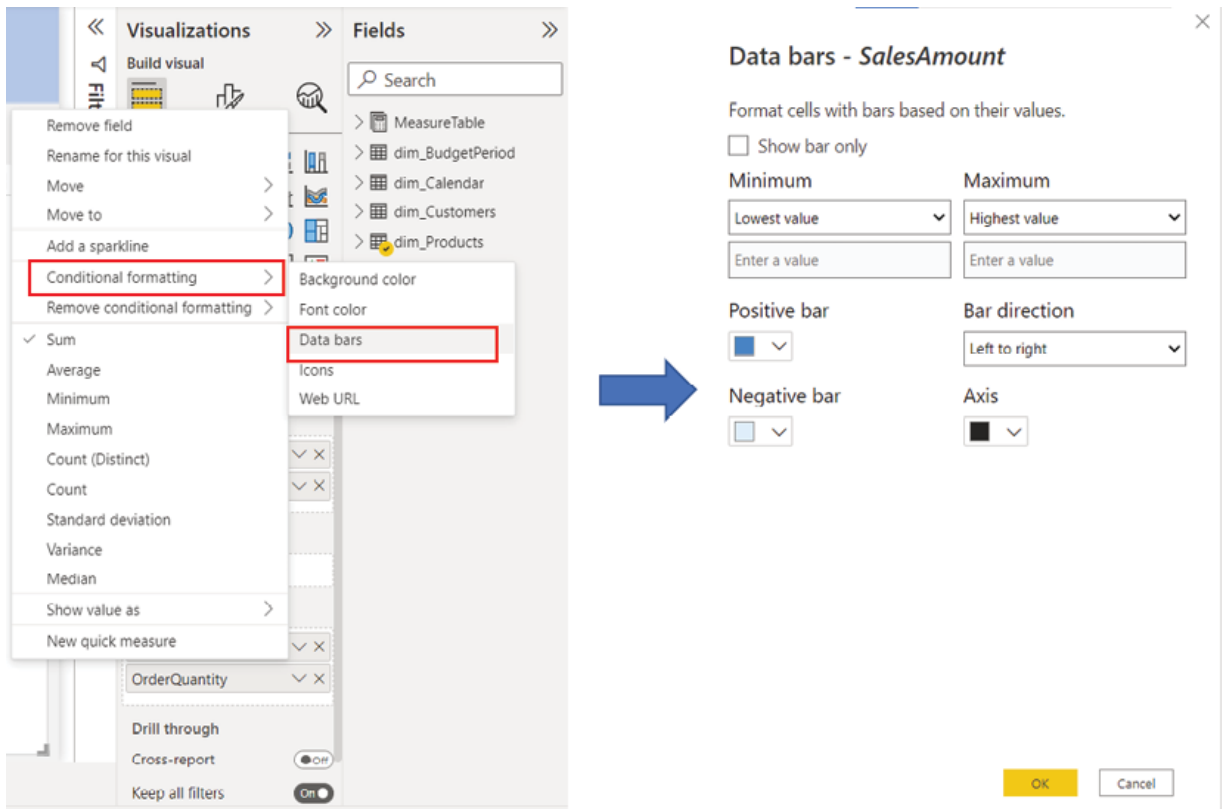 Visualizations
Fields
Build visual
Search
Filt
MeasureTable
dim_BudgetPeriod
dim_Calendar
dim_Customers
dim_Products
Remove field
Rename for this visual
Move
Move to
Add a sparkline
Conditional formatting
Remove conditional formatting
Sum
Average
Minimum
Maximum
Count (Distinct)
Count
Standard deviation
Variance
Median
Show value as
New quick measure
Background color
Font color
Data bars
Icons
Web URL
OrderQuantity
Drill through
Cross-report
Off
Keep all filters
On
Data bars - SalesAmount
Format cells with bars based on their values.
Show bar only
Minimum Maximum
Lowest value Highest value
Enter a value Enter a value
Positive bar Bar direction
Left to right
Negative bar Axis
OK Cancel